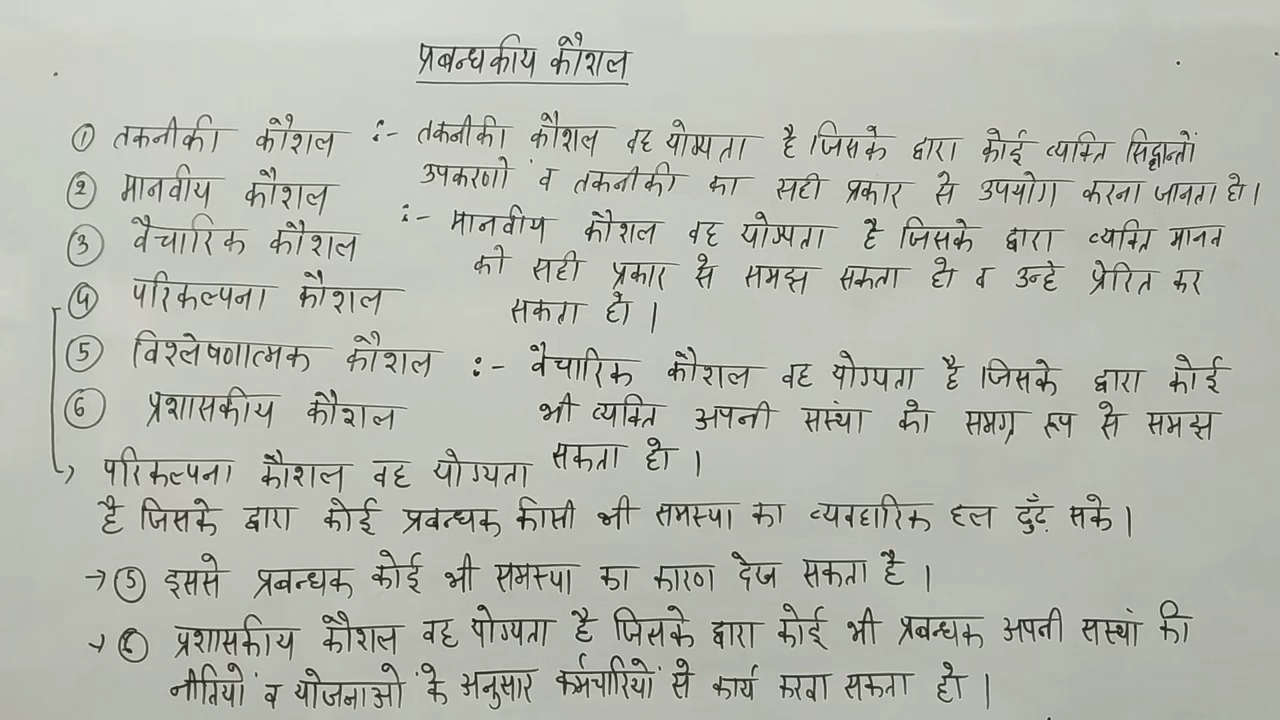 प्रबन्धकीय कौशल
① तकनीकी कौशल :- तकनीकी कौशल वह योग्यता है जिसके द्वारा कोई व्यक्ति सिद्धान्तों
उपकरणों व तकनीकी का सही प्रकार से उपयोग करना जानता हो।
② मानवीय कौशल
:- मानवीय कौशल वह योग्यता है जिसके द्वारा व्यक्ति मानव
को सही प्रकार से समझ सकता हो व उन्हे प्रेरित कर
सकता हो।
③ वैचारिक कौशल
④ परिकल्पना कौशल
⑤ विश्लेषणात्मक कौशल :- वैचारिक कौशल वह योग्यता है जिसके द्वारा कोई
भी व्यक्ति अपनी संस्था को समग्र रूप से समझ
सकता हो।
⑥ प्रशासकीय कौशल
→ परिकल्पना कौशल वह योग्यता
है जिसके द्वारा कोई प्रबन्धक कीसी भी समस्या का व्यवहारिक हल ढुँढ़ सके।
→ ⑤ इससे प्रबन्धक कोई भी समस्या का कारण देख सकता है।
→ ⑥ प्रशासकीय कौशल वह योग्यता है जिसके द्वारा कोई भी प्रबन्धक अपनी सस्थां की
नीतियों व योजनाओं के अनुसार कर्मचारियों से कार्य करवा सकता हो।